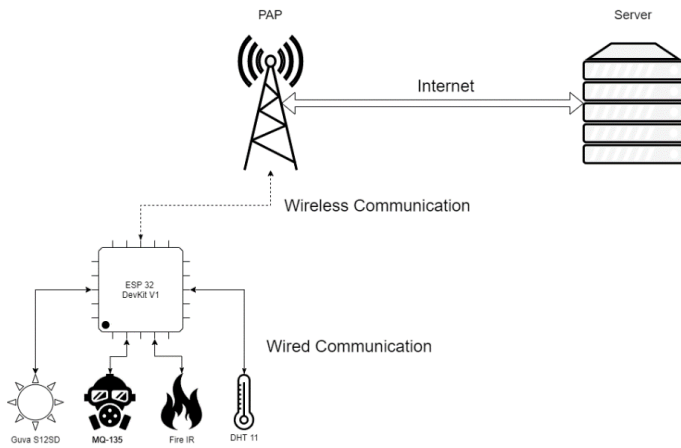 PAP
Server
Internet
Wireless Communication
ESP 32
DevKit V1
Wired Communication
Guva S12SD
MQ-135
Fire IR
DHT 11